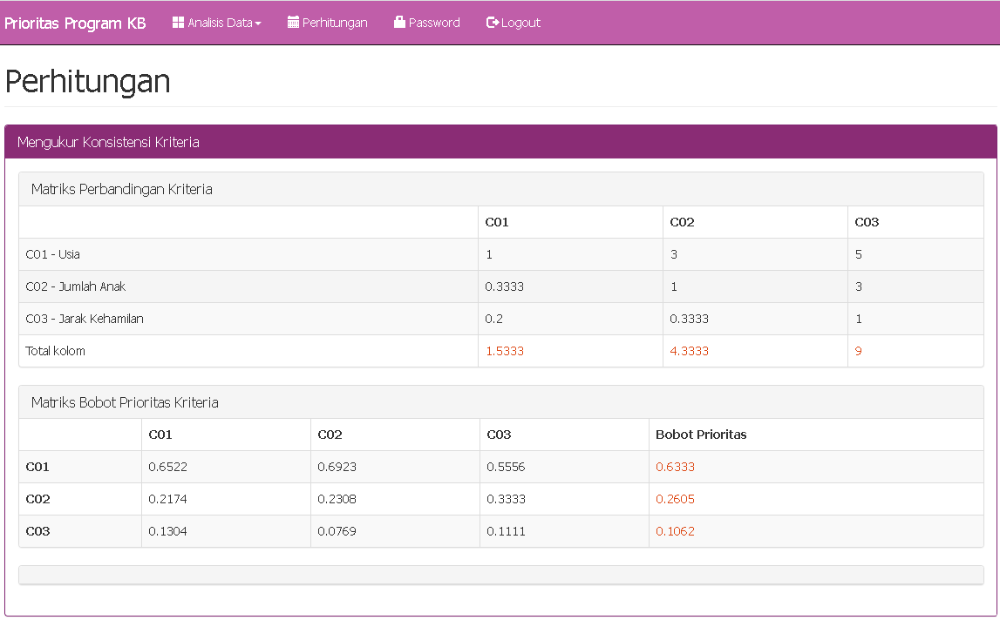 Prioritas Program KB Analisis Data Perhitungan Password Logout
Perhitungan
Mengukur Konsistensi Kriteria
Matriks Perbandingan Kriteria
C01 C02 C03
C01 - Usia 1 3 5
C02 - Jumlah Anak 0.3333 1 3
C03 - Jarak Kehamilan 0.2 0.3333 1
Total kolom 1.5333 4.3333 9
Matriks Bobot Prioritas Kriteria
C01 C02 C03 Bobot Prioritas
C01 0.6522 0.6923 0.5556 0.6333
C02 0.2174 0.2308 0.3333 0.2605
C03 0.1304 0.0769 0.1111 0.1062